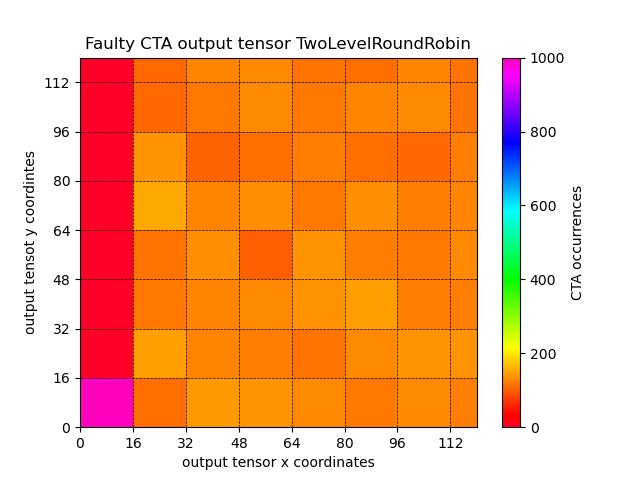 Faulty CTA output tensor TwoLevelRoundRobin
output tensot y coordintes
112
96
80
64
48
32
16
0
0 16 32 48 64 80 96 112
output tensor x coordinates
1000
800
600
400
200
0
CTA occurrences